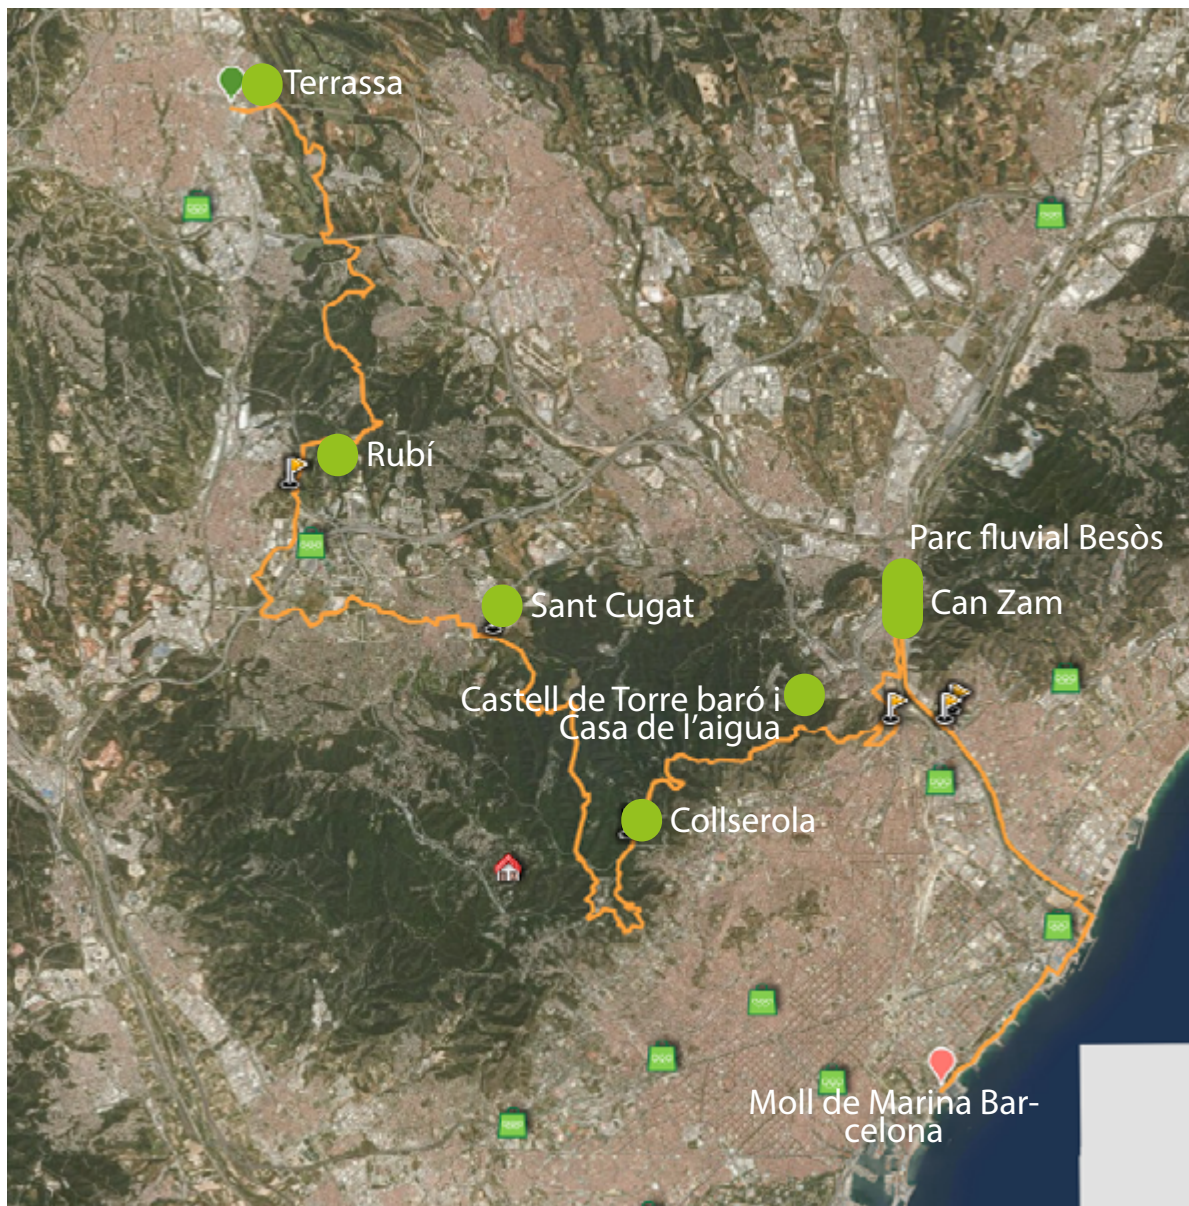 Terrassa
Rubí
Parc fluvial Besòs
Can Zam
Sant Cugat
Castell de Torre baró i
Casa de l'aigua
Collserola
Moll de Marina Bar-
celona